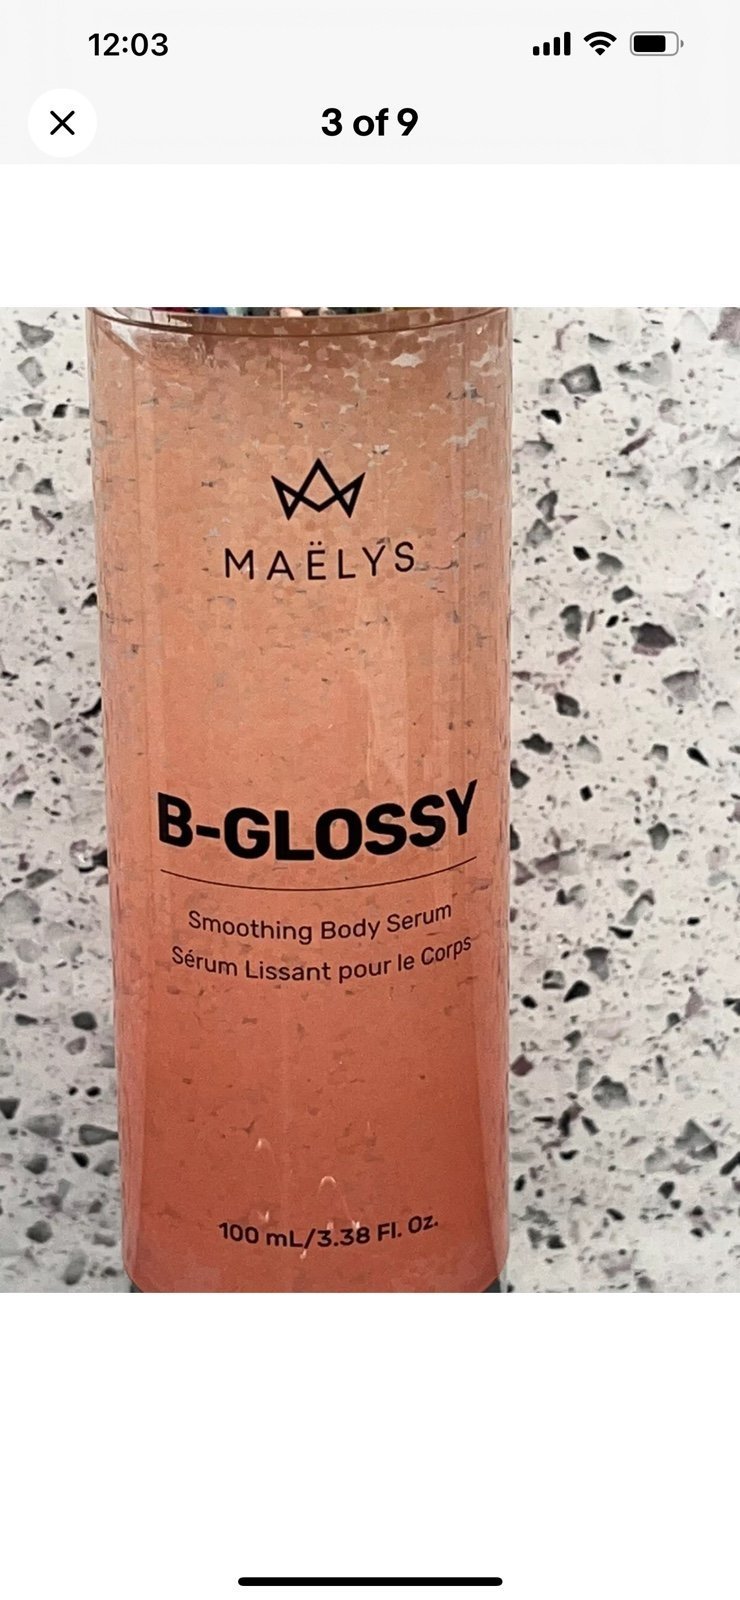 12:03
3 of 9
MAËLYS
B-GLOSSY
Smoothing Body Serum
Sérum Lissant pour le Corps
100 mL/3.38 Fl. Oz.